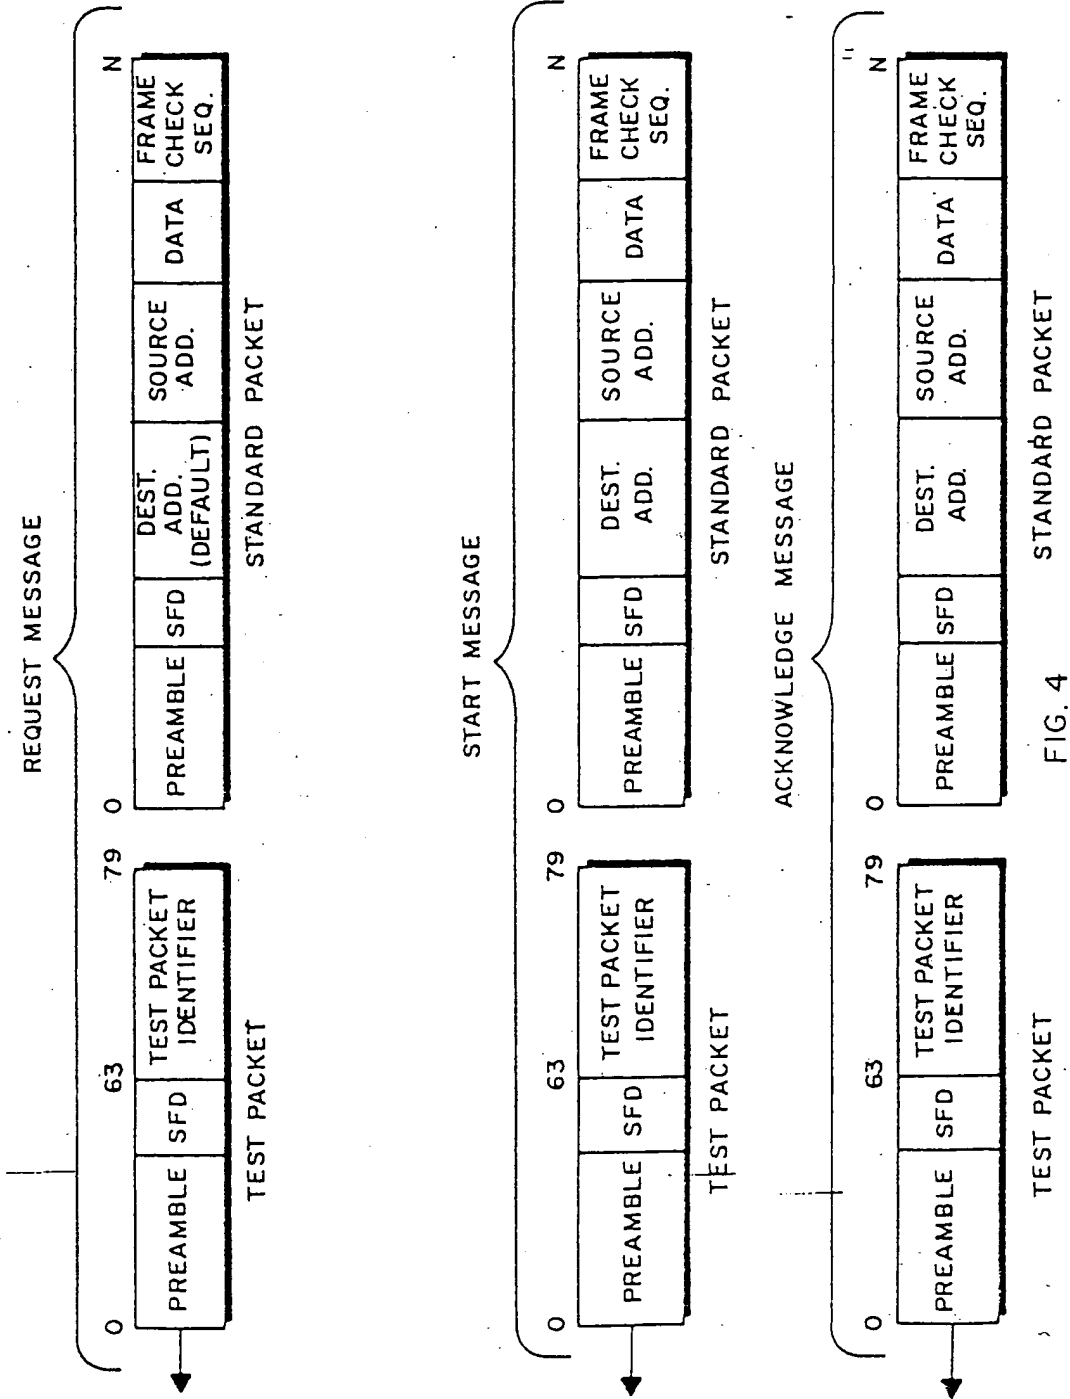 REQUEST MESSAGE
0 63 79 0 N
PREAMBLE SFD TEST PACKET IDENTIFIER PREAMBLE SFD DEST. ADD. (DEFAULT) SOURCE ADD. DATA FRAME CHECK SEQ.
TEST PACKET STANDARD PACKET
START MESSAGE
0 63 79 0 N
PREAMBLE SFD TEST PACKET IDENTIFIER PREAMBLE SFD DEST. ADD. SOURCE ADD. DATA FRAME CHECK SEQ.
TEST PACKET STANDARD PACKET
ACKNOWLEDGE MESSAGE
0 63 79 0 N
PREAMBLE SFD TEST PACKET IDENTIFIER PREAMBLE SFD DEST. ADD. SOURCE ADD. DATA FRAME CHECK SEQ.
TEST PACKET STANDARD PACKET
FIG. 4